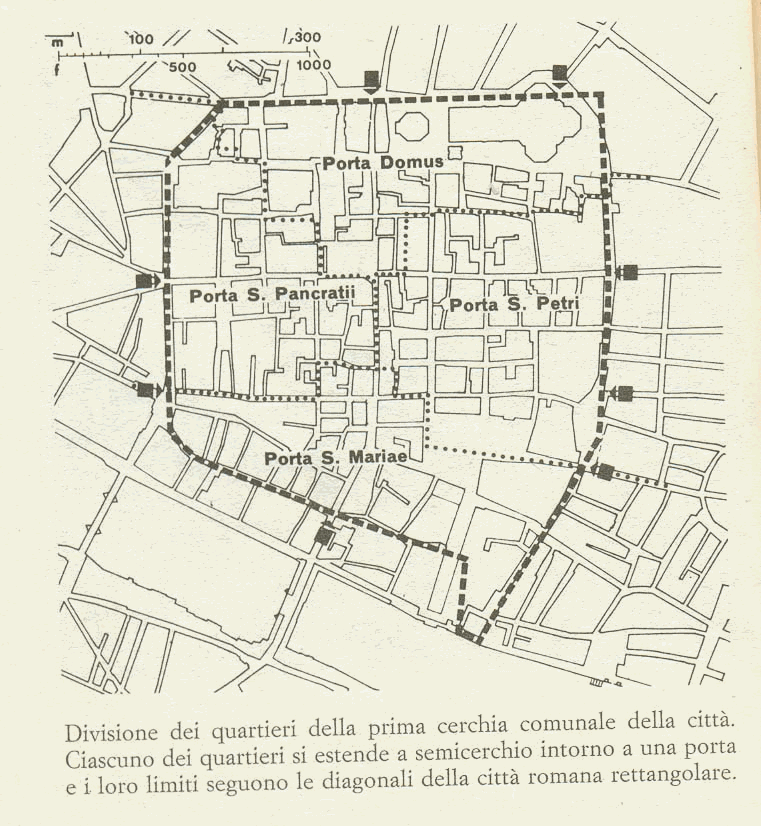 m 100 300
f 500 1000
Porta Domus
Porta S. Pancratii
Porta S. Petri
Porta S. Mariae
Divisione dei quartieri della prima cerchia comunale della città.
Ciascuno dei quartieri si estende a semicerchio intorno a una porta
e i loro limiti seguono le diagonali della città romana rettangolare.